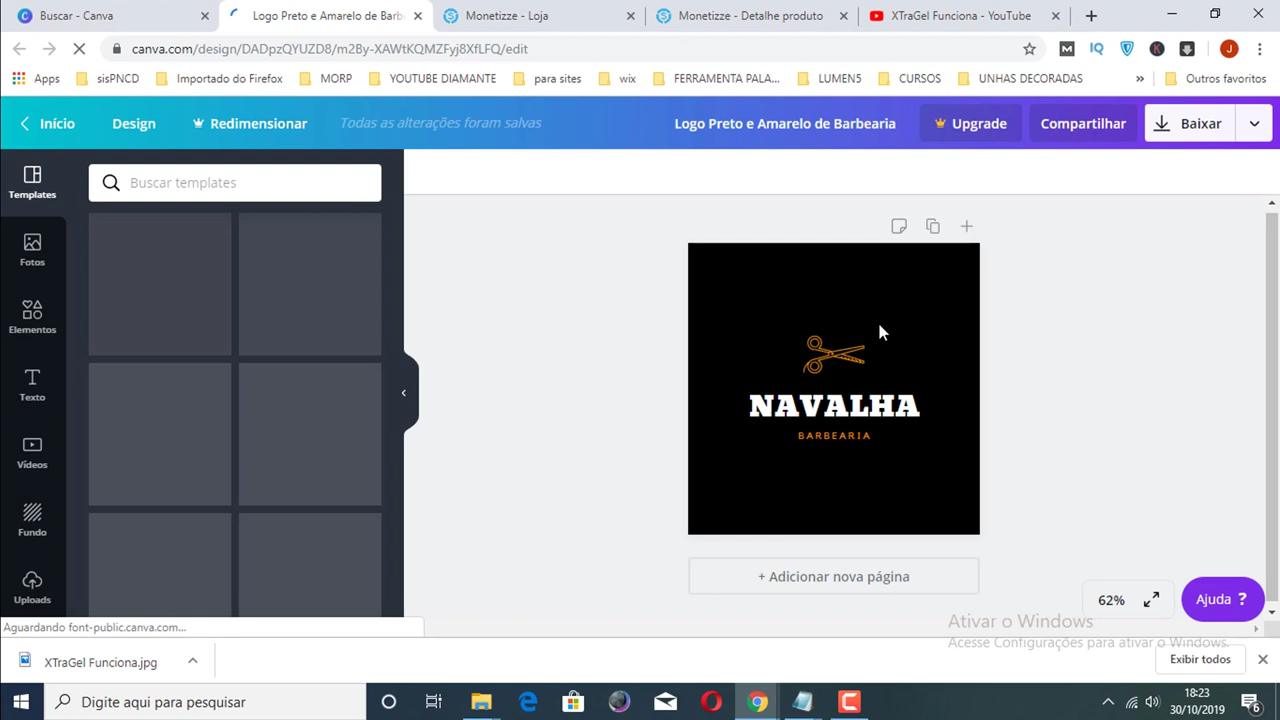 Buscar - Canva
Logo Preto e Amarelo de Barb
Monetizze - Loja
Monetizze - Detalhe produto
XTraGel Funciona - YouTube
canva.com/design/DADpzQYUZD8/m2By-XAWtKQMZFyj8XfLFQ/edit
IQ
K
J
Apps
sisPNCD
Importado do Firefox
MORP
YOUTUBE DIAMANTE
para sites
wix
FERRAMENTA PALA...
LUMEN5
CURSOS
UNHAS DECORADAS
»
Outros favoritos
Início
Design
Redimensionar
Todas as alterações foram salvas
Logo Preto e Amarelo de Barbearia
Upgrade
Compartilhar
Baixar
Templates
Buscar templates
Fotos
Elementos
Texto
Vídeos
Fundo
Uploads
NAVALHA
BARBEARIA
+ Adicionar nova página
62%
Ajuda ?
Ativar o Windows
Acesse Configurações para ativar o Windows.
Aguardando font-public.canva.com...
XTraGel Funciona.jpg
Exibir todos
Digite aqui para pesquisar
18:23
30/10/2019
6